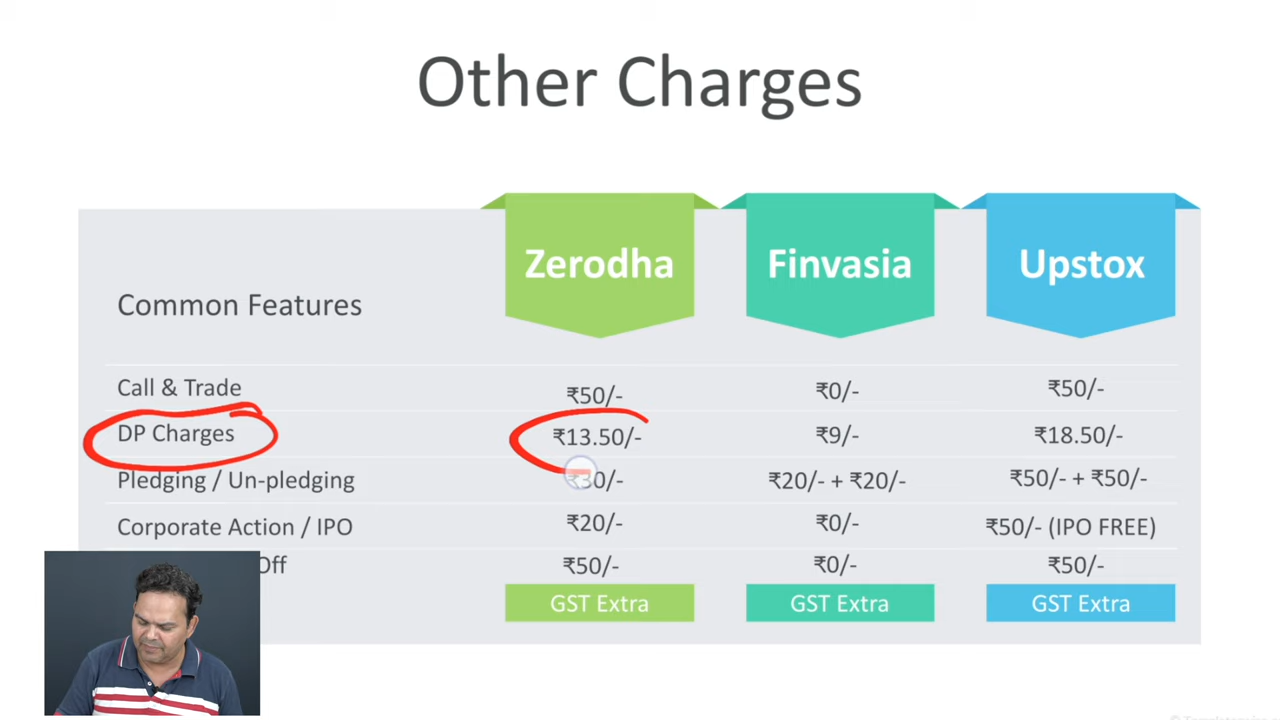 Other Charges
Zerodha Finvasia Upstox
Common Features
Call & Trade ₹50/- ₹0/- ₹50/-
DP Charges ₹13.50/- ₹9/- ₹18.50/-
Pledging / Un-pledging ₹30/- ₹20/- + ₹20/- ₹50/- + ₹50/-
Corporate Action / IPO ₹20/- ₹0/- ₹50/- (IPO FREE)
Off ₹50/- ₹0/- ₹50/-
GST Extra GST Extra GST Extra